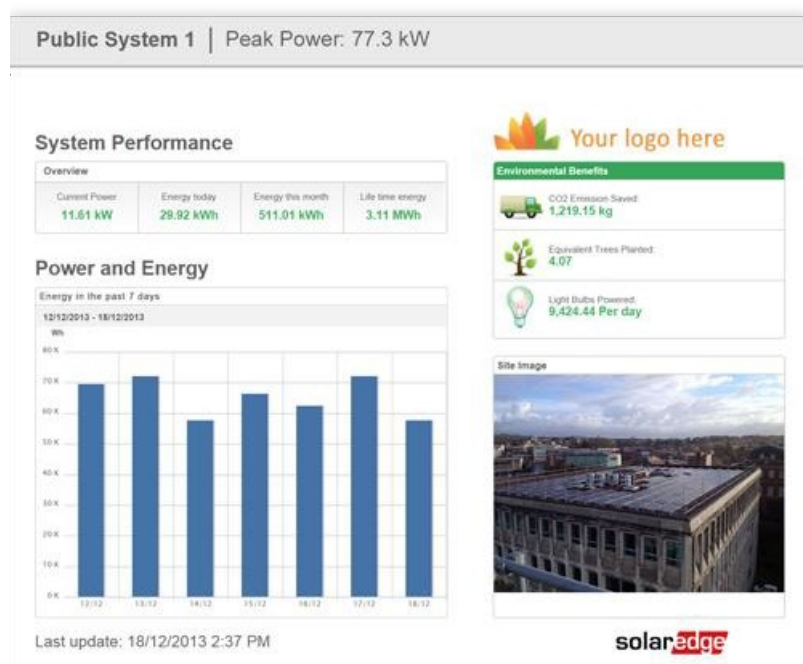 Public System 1 | Peak Power: 77.3 kW
System Performance
Overview
Current Power
Energy today
Energy this month
Life time energy
11.61 kW
29.92 kWh
511.01 kWh
3.11 MWh
Power and Energy
Energy in the past 7 days
12/12/2013 - 18/12/2013
Wh
80 K
70 K
60 K
50 K
40 K
30 K
20 K
10 K
0 K
12/12
13/12
14/12
15/12
16/12
17/12
18/12
Last update: 18/12/2013 2:37 PM
Your logo here
Environmental Benefits
CO2 Emission Saved:
1,219.15 kg
Equivalent Trees Planted:
4.07
Light Bulbs Powered:
9,424.44 Per day
Site Image
solaredge